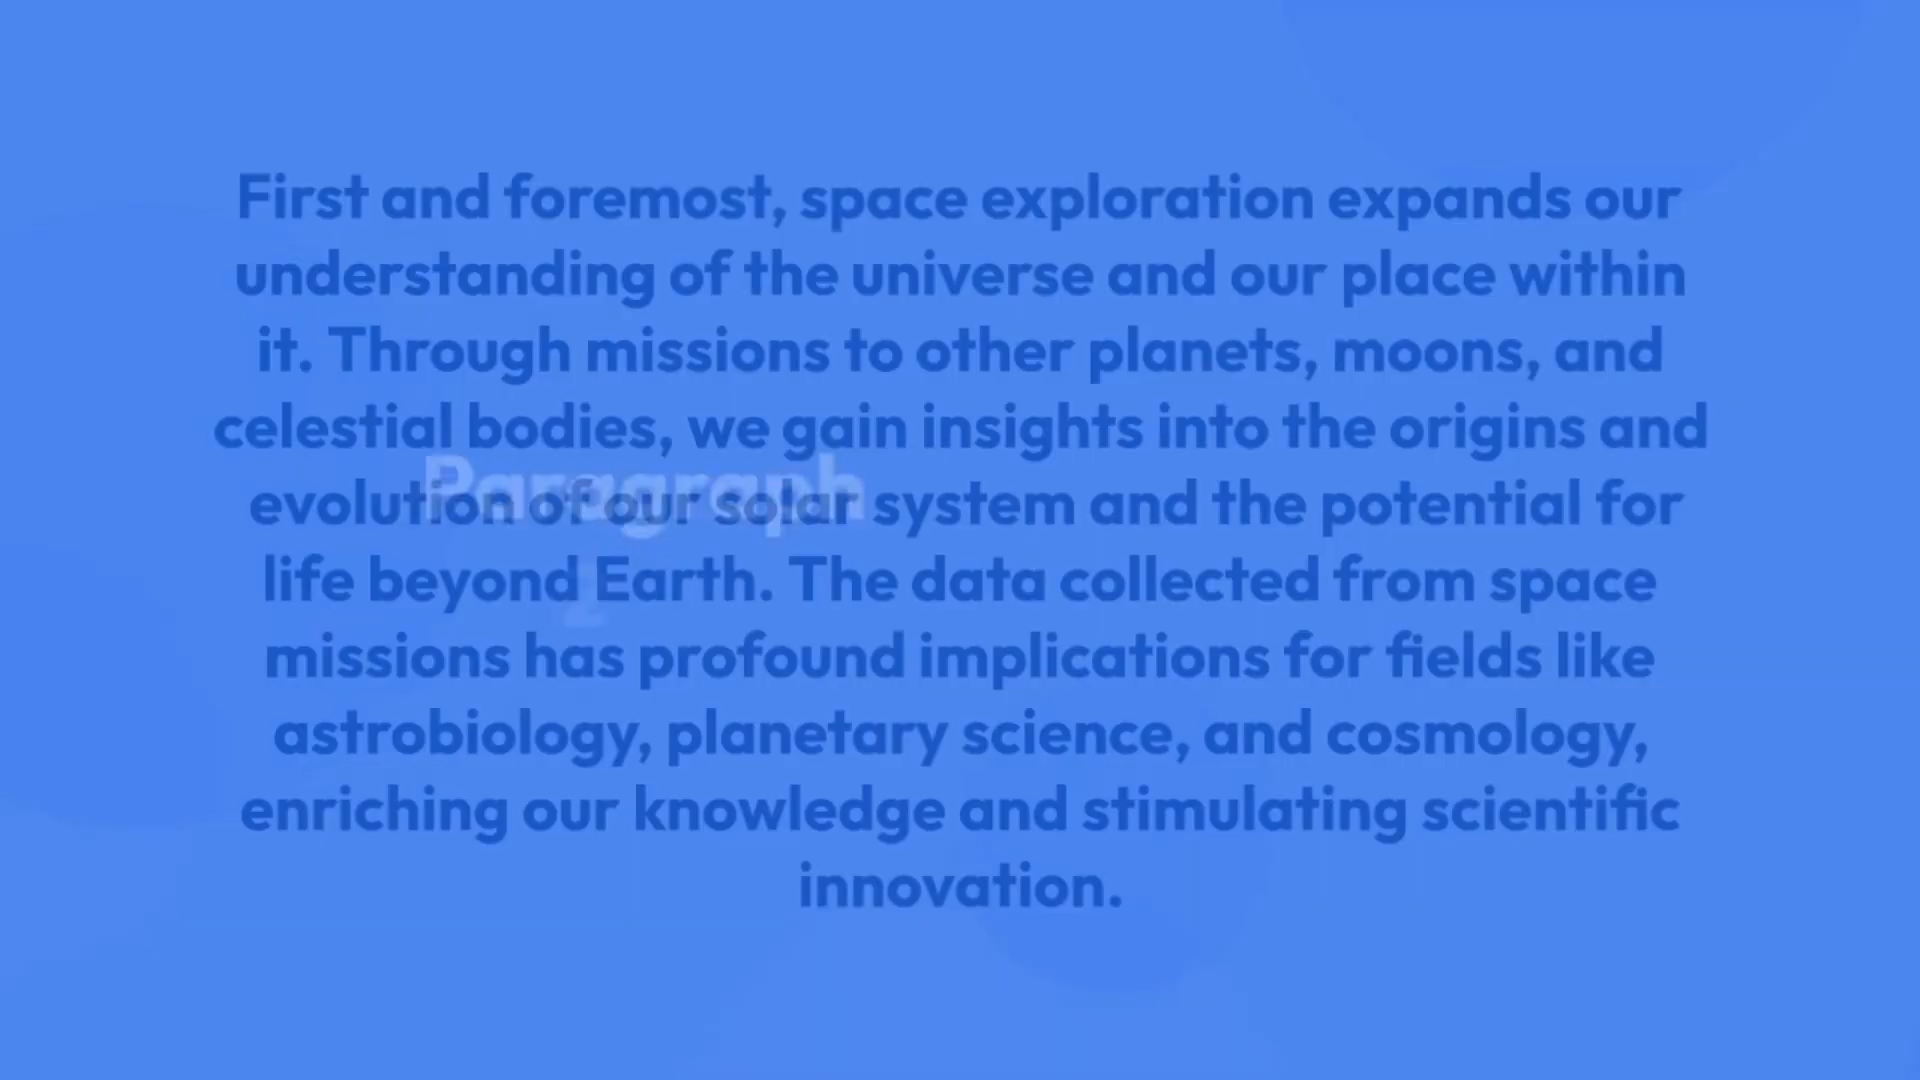 First and foremost, space exploration expands our
understanding of the universe and our place within
it. Through missions to other planets, moons, and
celestial bodies, we gain insights into the origins and
Paragraph
evolution of our solar system and the potential for
life beyond Earth. The data collected from space
2
missions has profound implications for fields like
astrobiology, planetary science, and cosmology,
enriching our knowledge and stimulating scientific
innovation.